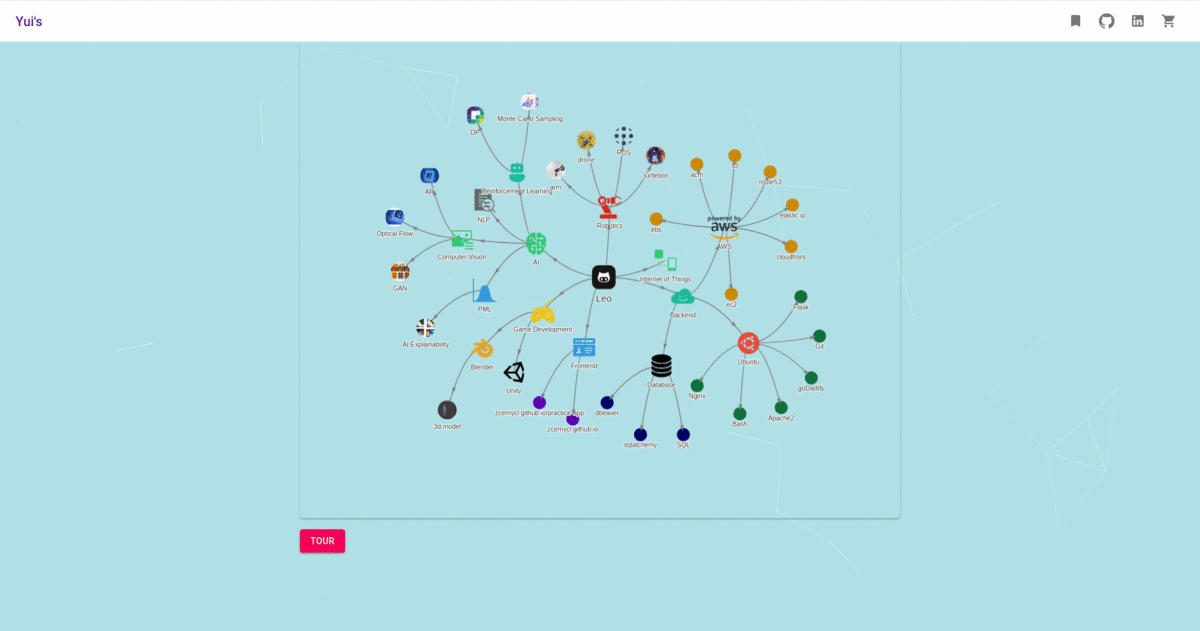 Yui's
Monte Carlo Sampling
DP
drone
ROS
turtlebot
acm
route53
AR
Reinforcement Learning
arm
NLP
Robotics
ebs
powered by
aws
AWS
elastic ip
Optical Flow
Computer Vision
AI
cloudfront
GAN
Internet of Things
Leo
PML
ec2
Backend
Flask
Game Development
AI Explainability
Git
Blender
Frontend
Ubuntu
Unity
Database
goDaddy
Nginx
3d model
zcemycl.github.io/practice-app
dbeaver
zcemycl.github.io
Bash
Apache2
sqlalchemy
SQL
TOUR